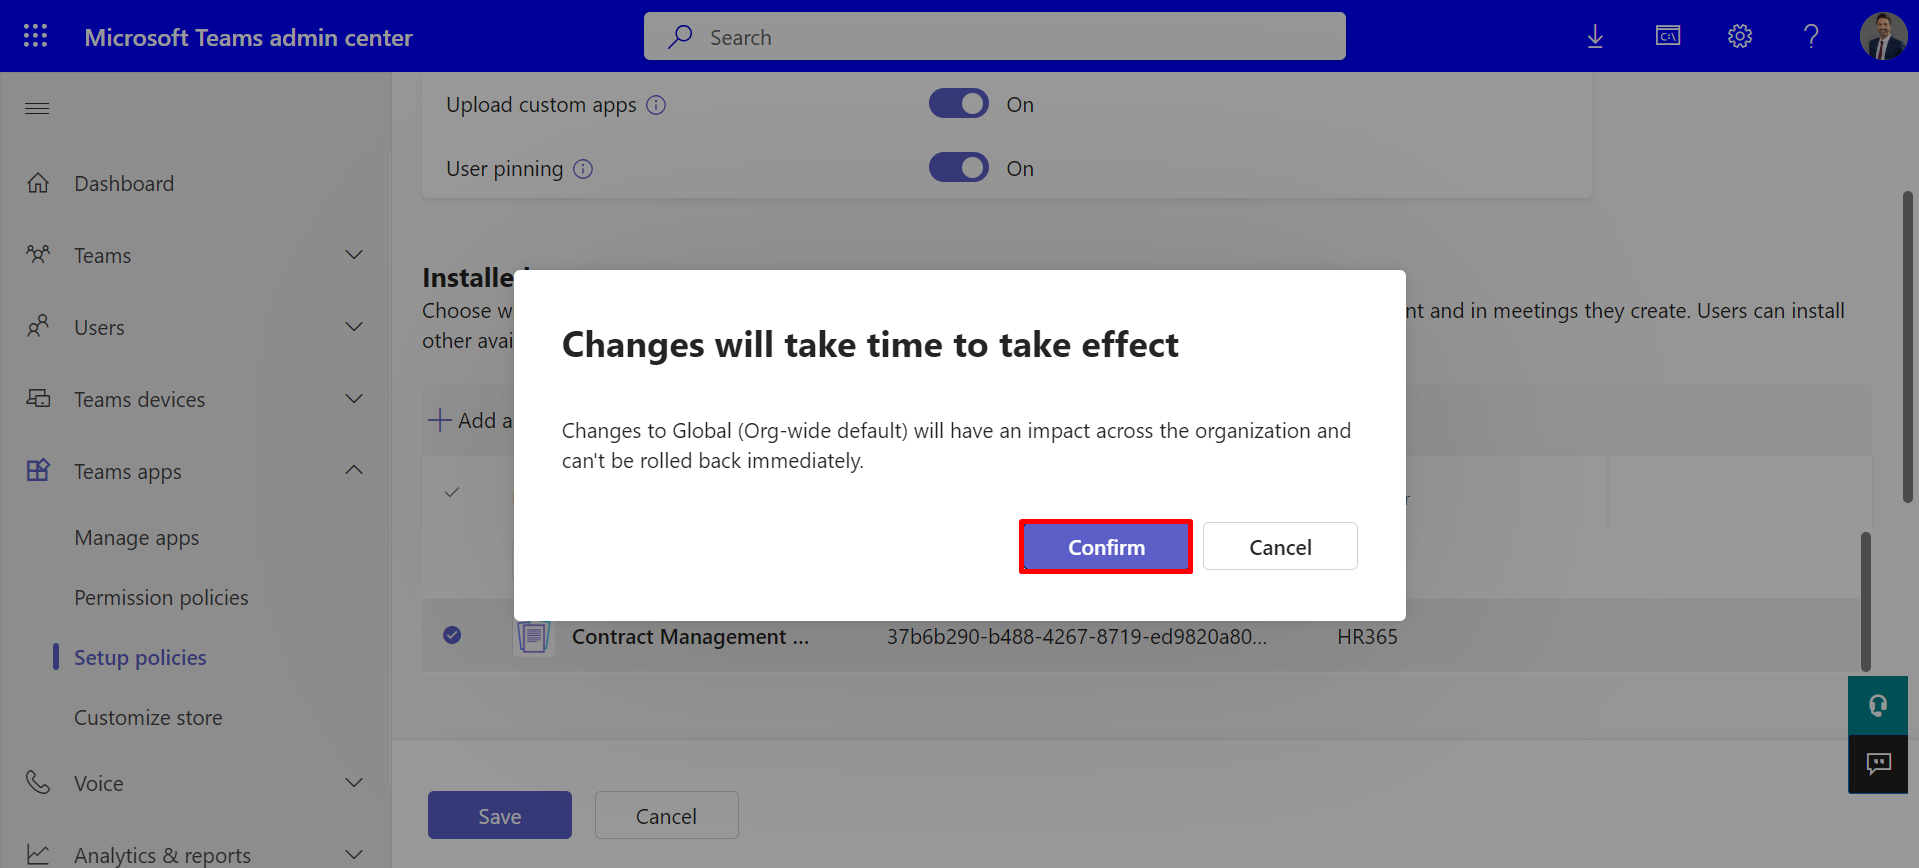 Microsoft Teams admin center
Search
Upload custom apps
On
User pinning
On
Dashboard
Teams
Users
Teams devices
Teams apps
Manage apps
Permission policies
Setup policies
Customize store
Voice
Analytics & reports
Installed
Choose w
nt and in meetings they create. Users can install
other avai
Add a
Changes will take time to take effect
Changes to Global (Org-wide default) will have an impact across the organization and
can't be rolled back immediately.
Confirm
Cancel
Contract Management ...
37b6b290-b488-4267-8719-ed9820a80...
HR365
Save
Cancel